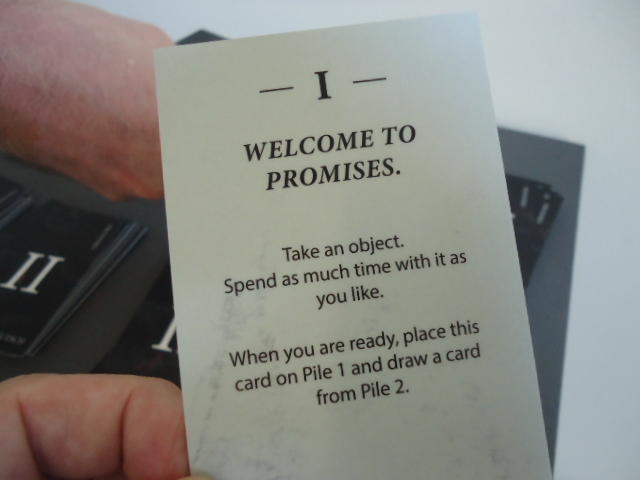 — I —
WELCOME TO
PROMISES.
Take an object.
Spend as much time with it as
you like.
When you are ready, place this
card on Pile 1 and draw a card
from Pile 2.
II